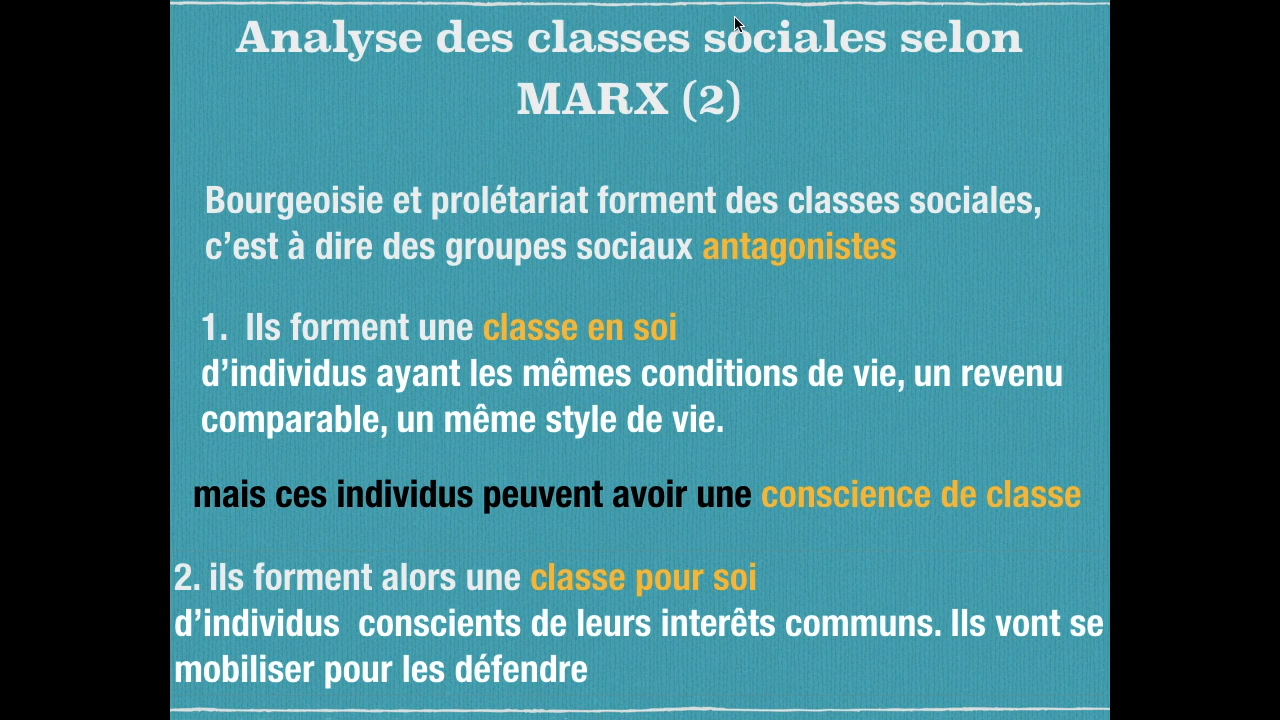 Analyse des classes sociales selon
MARX (2)
Bourgeoisie et prolétariat forment des classes sociales,
c’est à dire des groupes sociaux antagonistes
1. Ils forment une classe en soi
d’individus ayant les mêmes conditions de vie, un revenu
comparable, un même style de vie.
mais ces individus peuvent avoir une conscience de classe
2. ils forment alors une classe pour soi
d’individus conscients de leurs interêts communs. Ils vont se
mobiliser pour les défendre